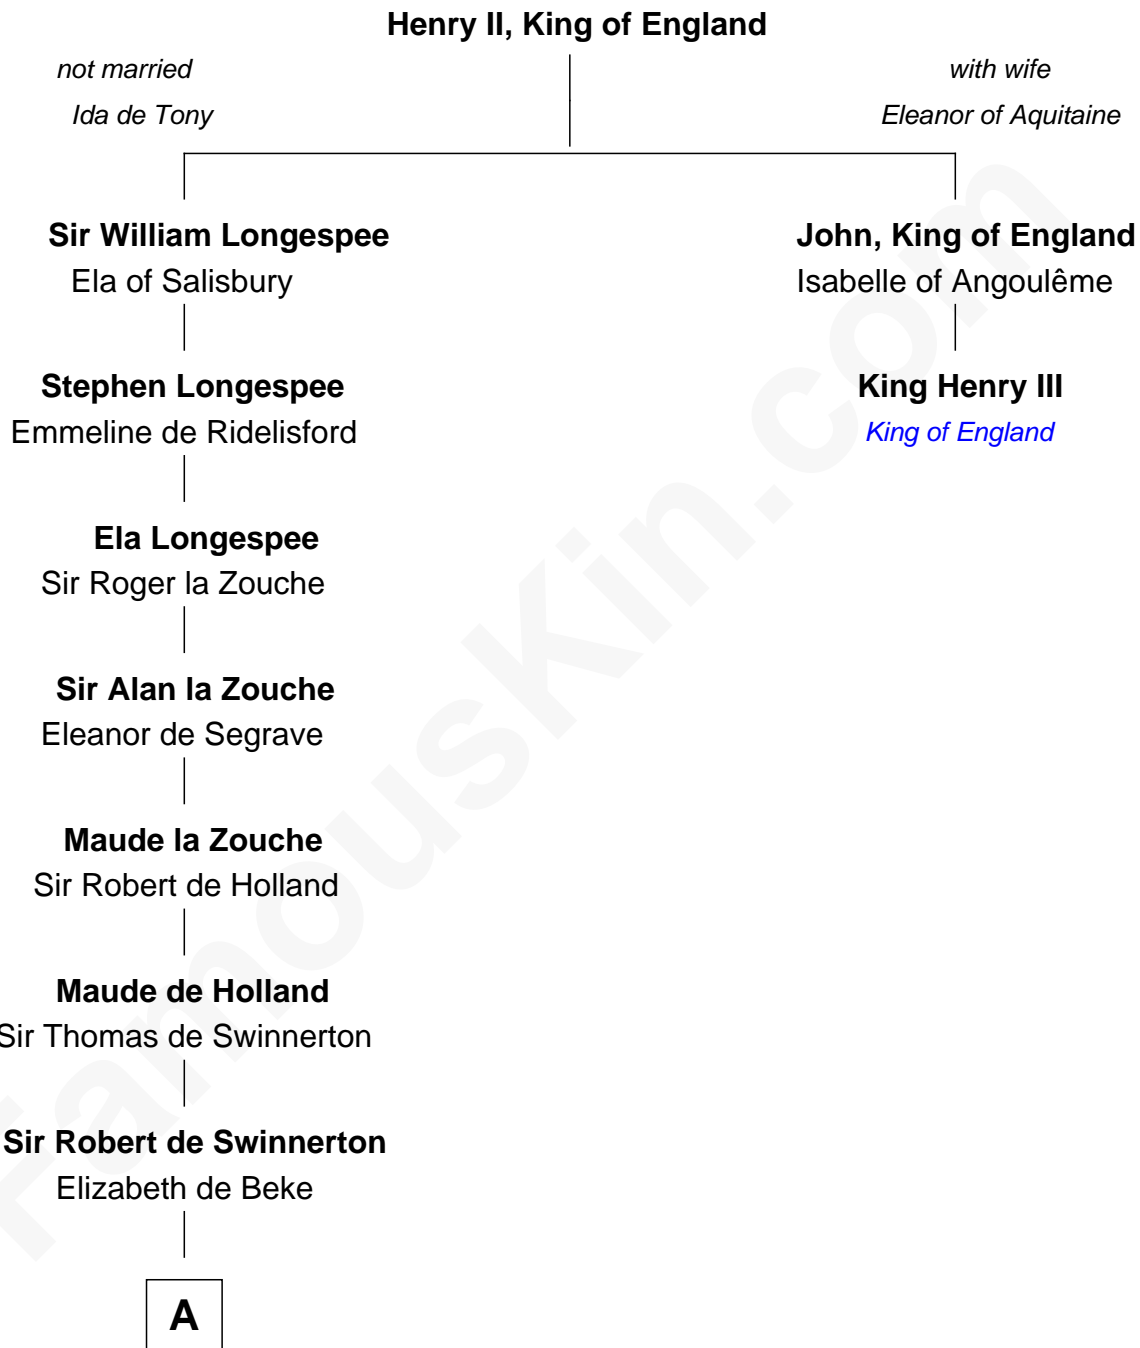 Henry II, King of England
not married
with wife
Ida de Tony
Eleanor of Aquitaine
Sir William Longespee
Ela of Salisbury
John, King of England
Isabelle of Angoulême
Stephen Longespee
Emmeline de Ridelisford
King Henry III
King of England
Ela Longespee
Sir Roger la Zouche
Sir Alan la Zouche
Eleanor de Segrave
Maude la Zouche
Sir Robert de Holland
Maude de Holland
Sir Thomas de Swinnerton
Sir Robert de Swinnerton
Elizabeth de Beke
A
FamousKin.com